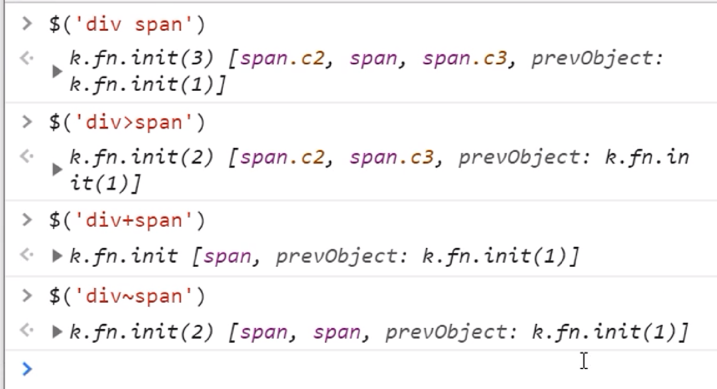 > $('div span')
<· ▶ k.fn.init(3) [span.c2, span, span.c3, prevObject:
k.fn.init(1)]
> $('div>span')
<· ▶ k.fn.init(2) [span.c2, span.c3, prevObject: k.fn.in
it(1)]
> $('div+span')
<· ▶ k.fn.init [span, prevObject: k.fn.init(1)]
> $('div~span')
<· ▶ k.fn.init(2) [span, span, prevObject: k.fn.init(1)]
>